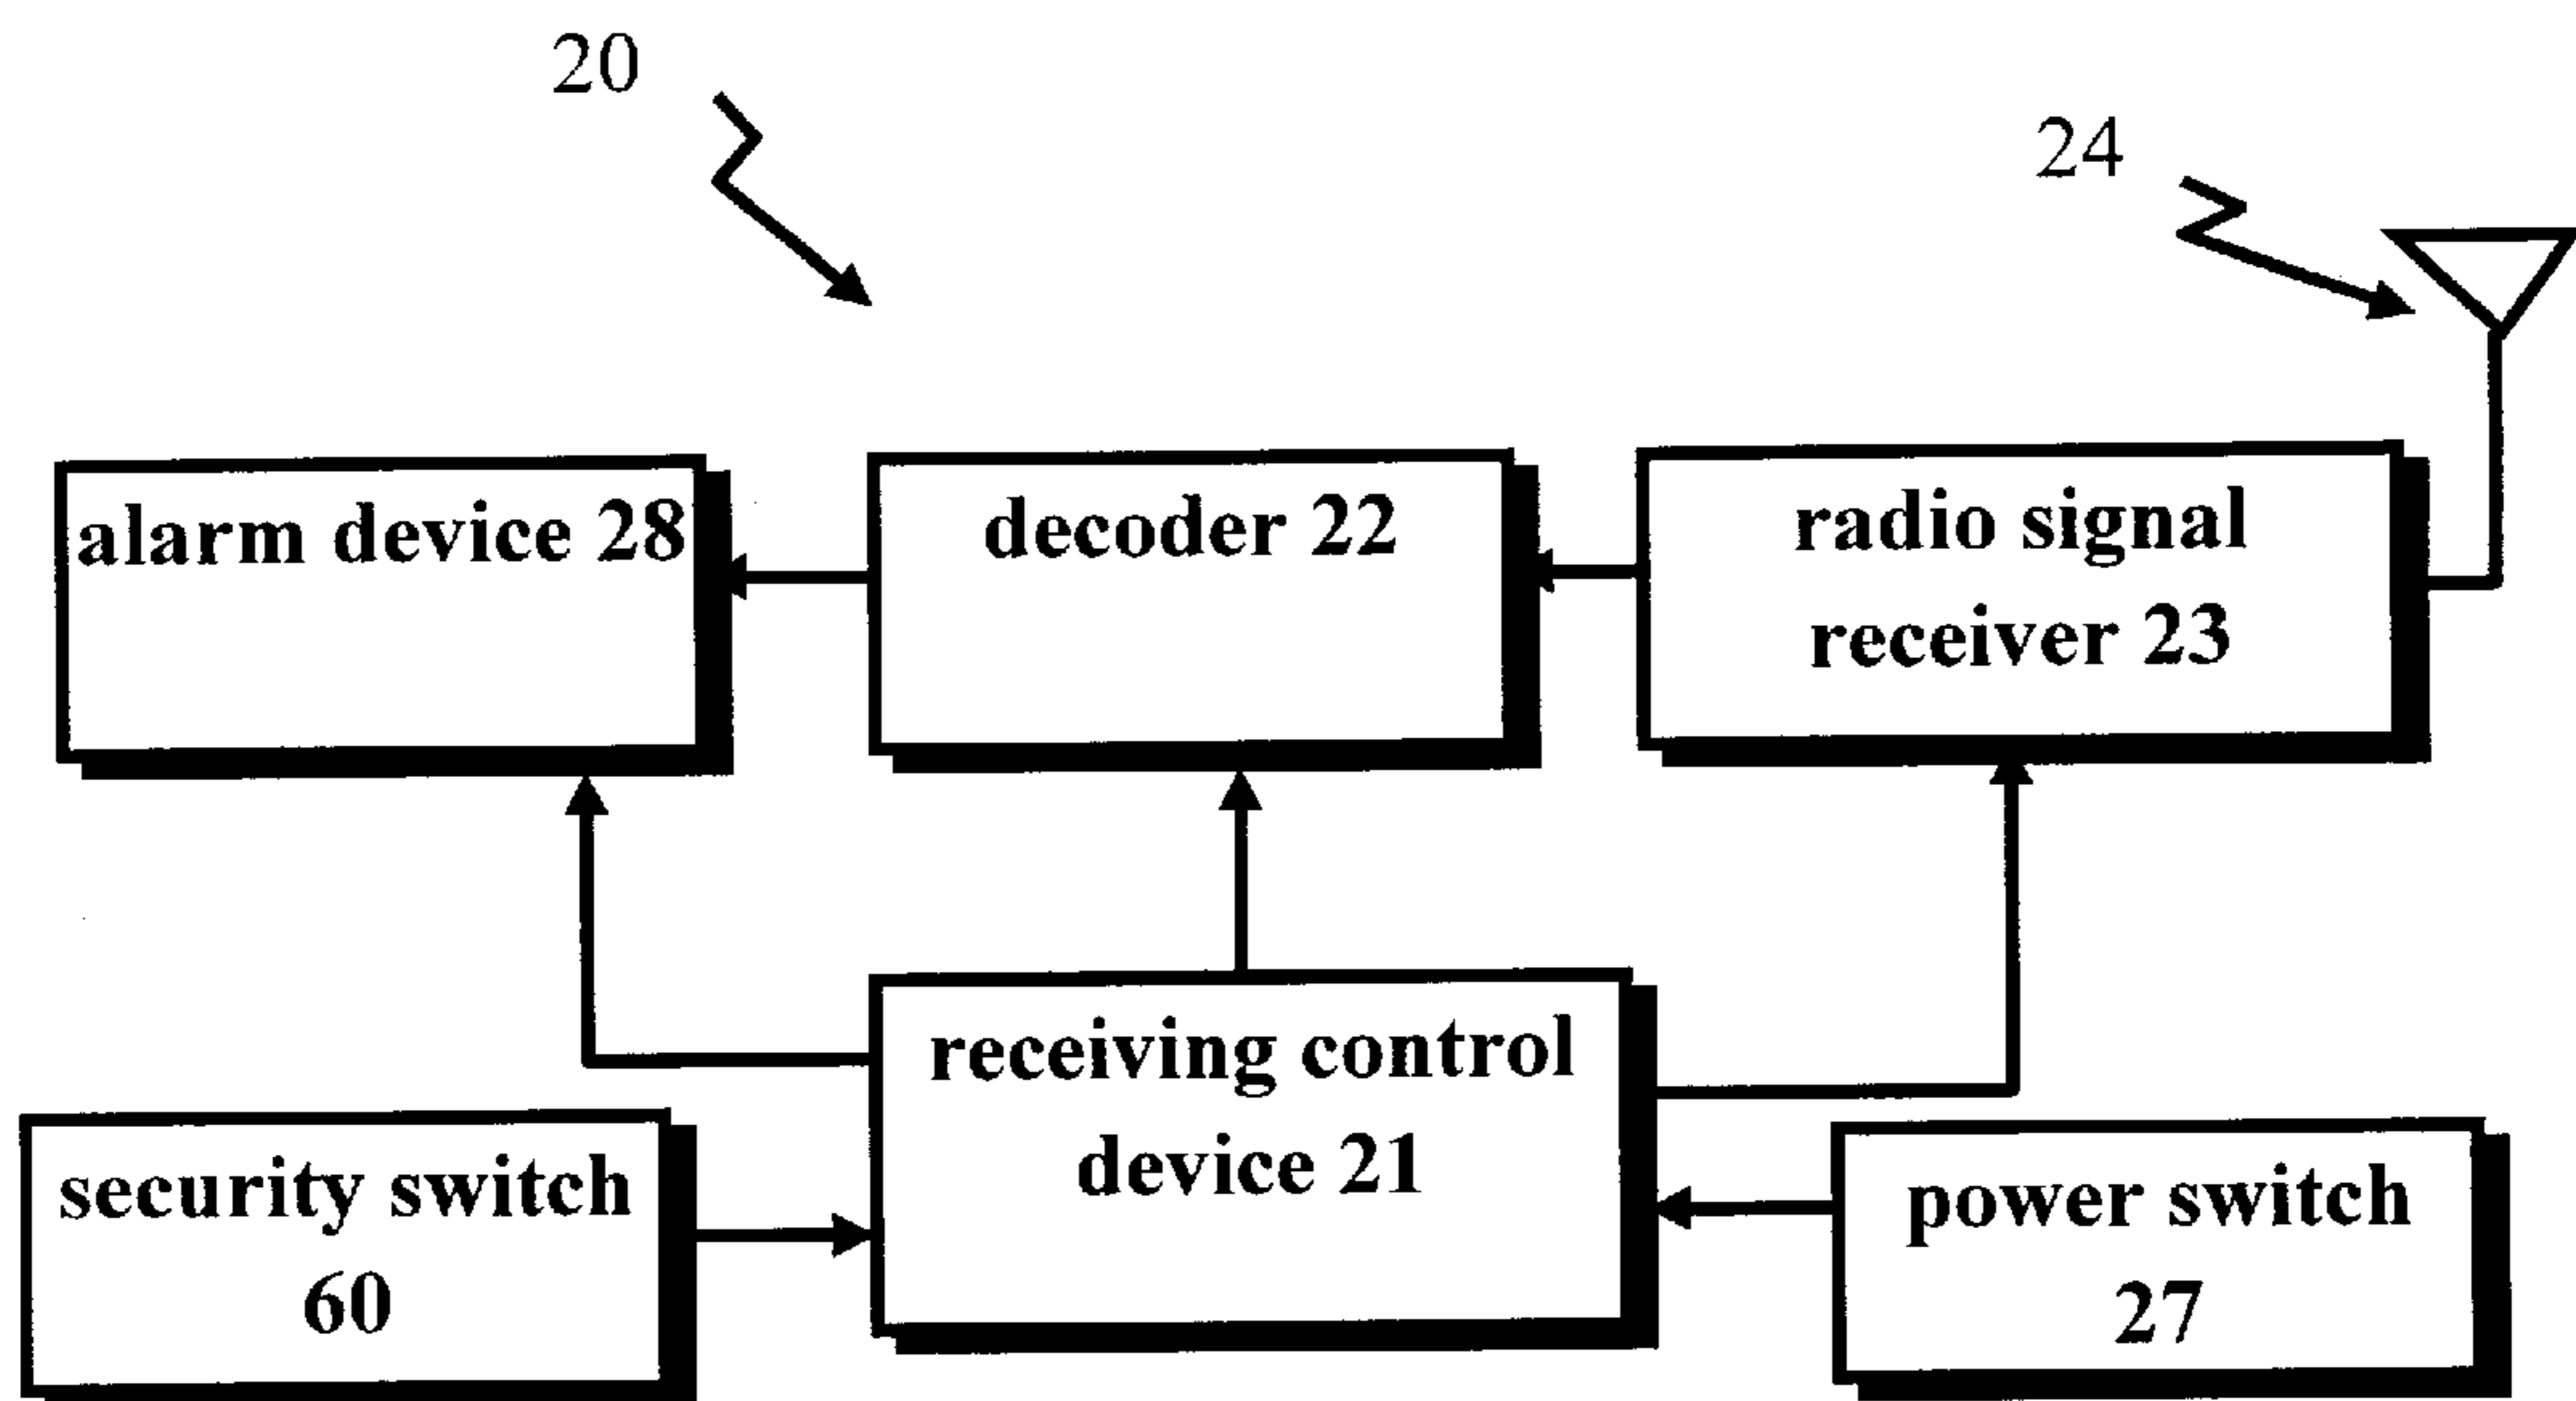 20
24
alarm device 28
decoder 22
radio signal
receiver 23
receiving control
device 21
security switch
60
power switch
27